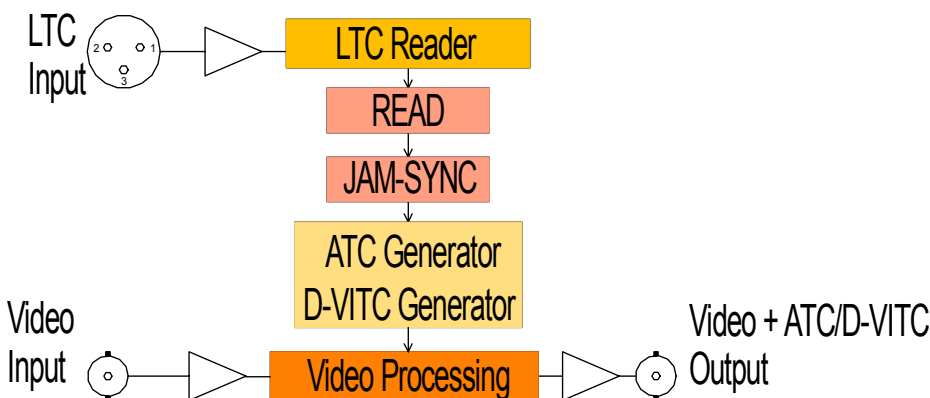 LTC
Input
2 1
3
LTC Reader
READ
JAM-SYNC
ATC Generator
D-VITC Generator
Video
Input
Video Processing
Video + ATC/D-VITC
Output